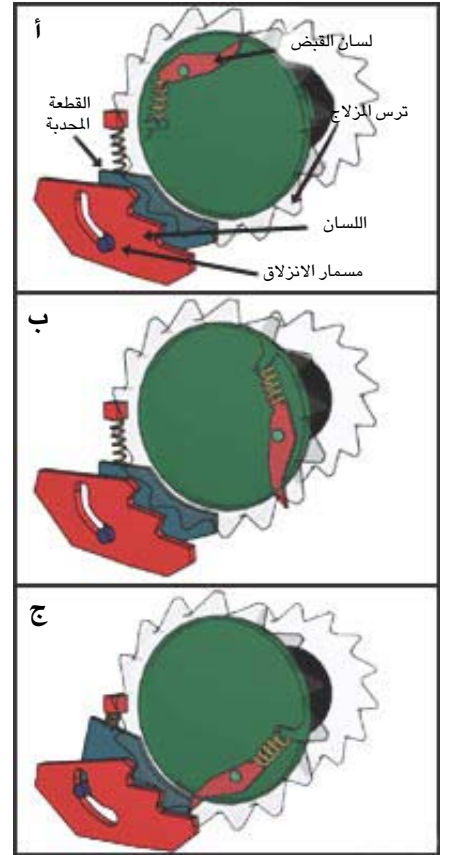 أ
لسان القبض
القطعة
المحدبة
ترس المزلاج
اللسان
مسمار الانزلاق
ب
ج